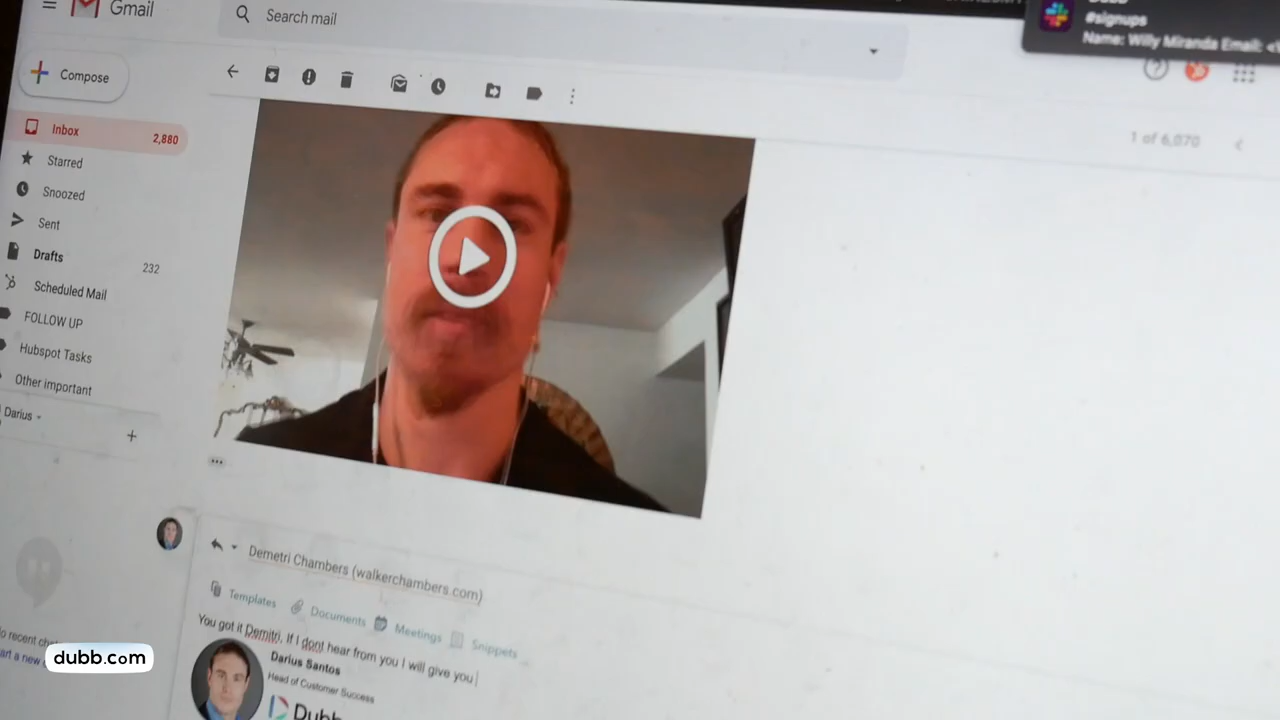 Gmail
Search mail
#signups
Name: Willy Miranda Email:
Compose
1 of 6,070
Inbox 2,880
Starred
Snoozed
Sent
Drafts 232
Scheduled Mail
FOLLOW UP
Hubspot Tasks
Other important
Darius
Demetri Chambers (walkerchambers.com)
Templates Documents Meetings Snippets
You got it Demitri. If I dont hear from you I will give you
Darius Santos
Head of Customer Success
Dubb
recent
a new
dubb.com